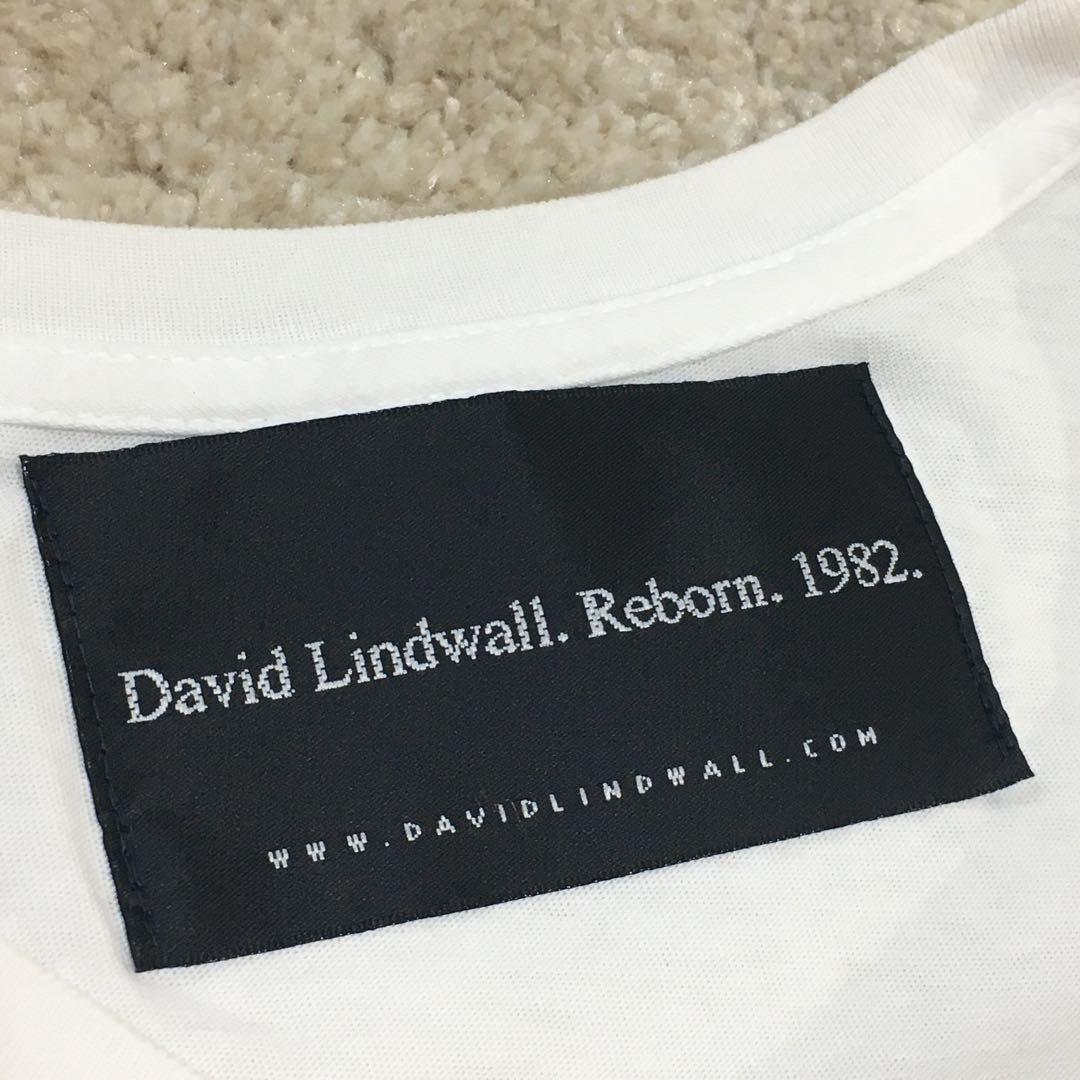 David Lindwall. Reborn. 1982.
WWW.DAVIDLINDWALL.COM